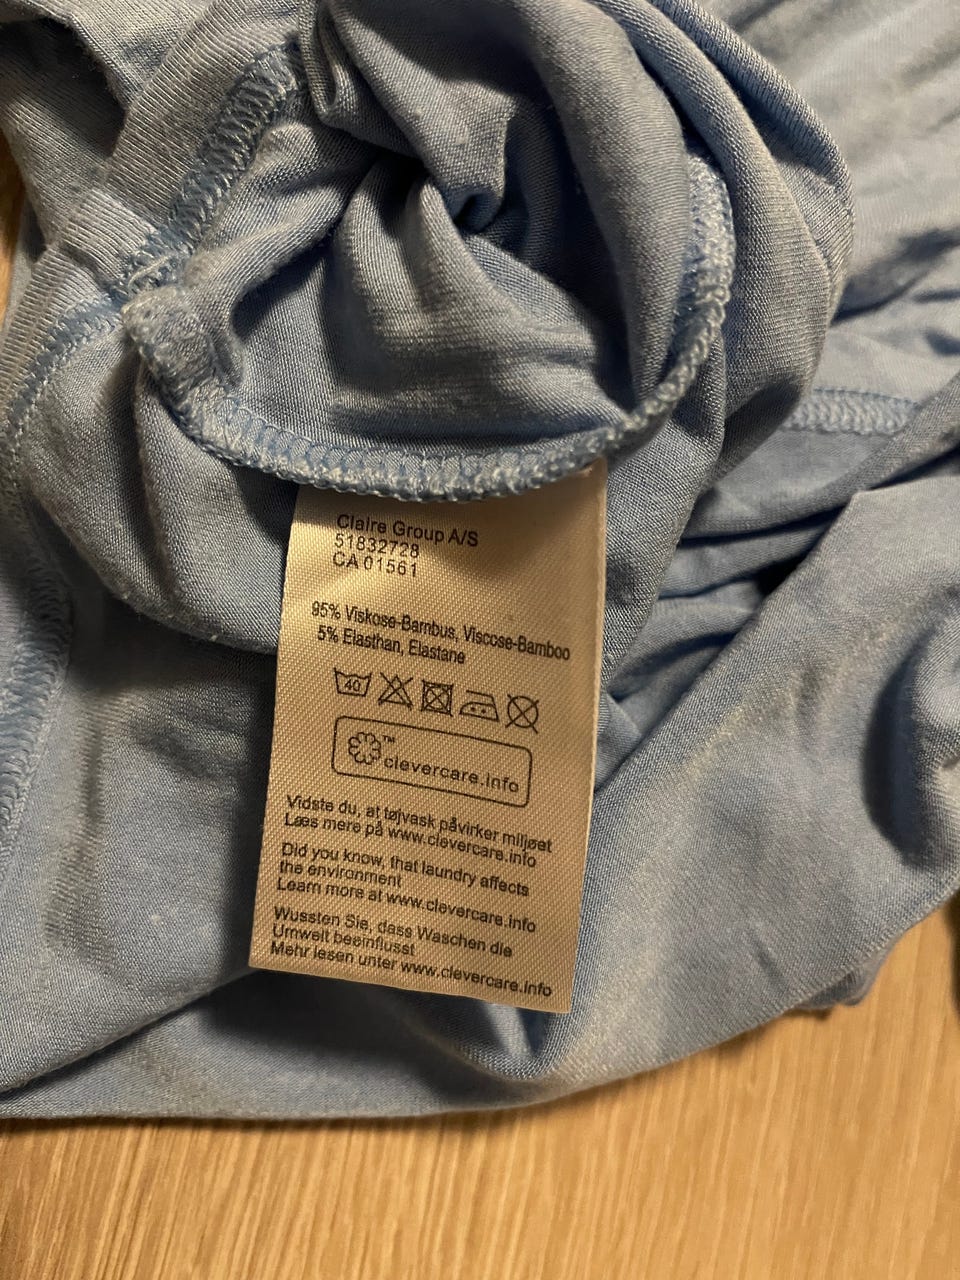 Claire Group A/S
51832728
CA 01561
95% Viskose-Bambus, Viscose-Bamboo
5% Elasthan, Elastane
40
™
clevercare.info
Vidste du, at tøjvask påvirker miljøet
Læs mere på www.clevercare.info
Did you know, that laundry affects
the environment
Learn more at www.clevercare.info
Wussten Sie, dass Waschen die
Umwelt beeinflusst
Mehr lesen unter www.clevercare.info